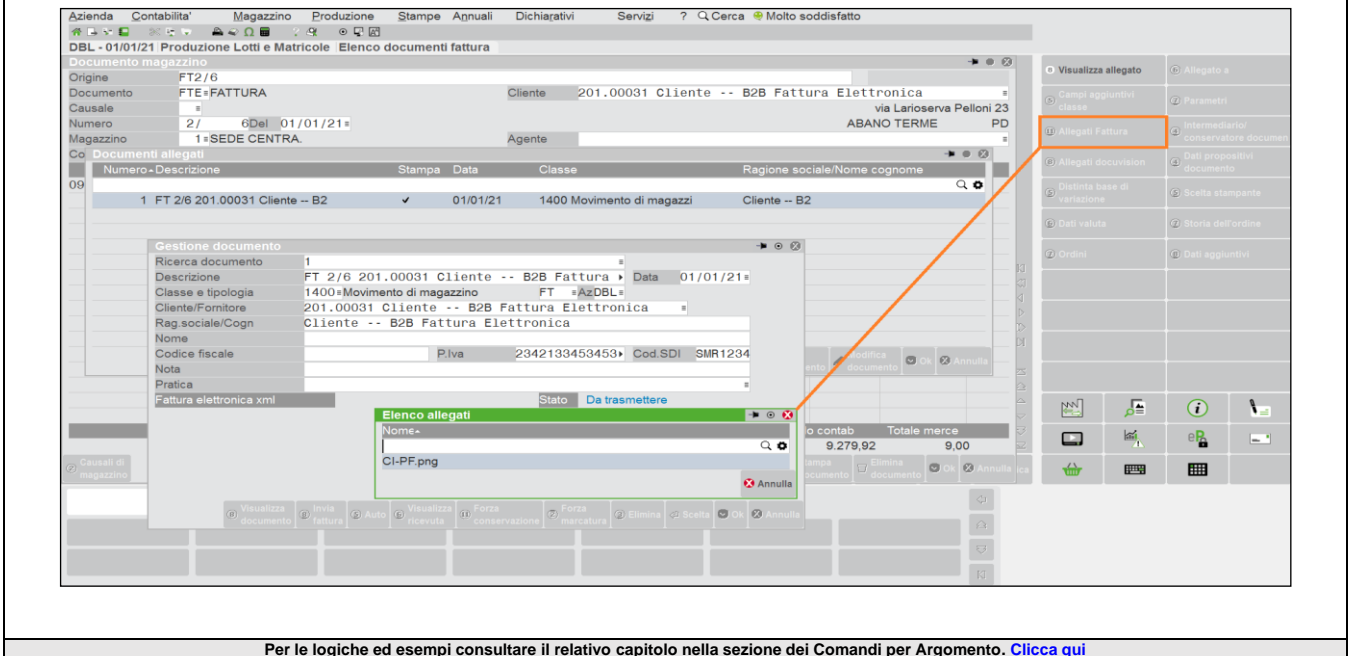 Azienda Contabilita' Magazzino Produzione Stampe Annuali Dichiarativi Servizi ? Cerca Molto soddisfatto
DBL - 01/01/21 Produzione Lotti e Matricole Elenco documenti fattura
Documento magazzino
Origine FT2/6
Documento FTE FATTURA Cliente 201.00031 Cliente -- B2B Fattura Elettronica
Causale via Larioserva Pelloni 23
Numero 2/ 6 Del 01/01/21 ABANO TERME PD
Magazzino 1 SEDE CENTRA. Agente
Co Documenti allegati
Numero Descrizione Stampa Data Classe Ragione sociale/Nome cognome
09
1 FT 2/6 201.00031 Cliente -- B2 01/01/21 1400 Movimento di magazzi Cliente -- B2
Gestione documento
Ricerca documento 1
Descrizione FT 2/6 201.00031 Cliente -- B2B Fattura Data 01/01/21
Classe e tipologia 1400 Movimento di magazzino FT Az DBL
Cliente/Fornitore 201.00031 Cliente -- B2B Fattura Elettronica
Rag.sociale/Cogn Cliente -- B2B Fattura Elettronica
Nome
Codice fiscale P.Iva 2342133453453 Cod.SDI SMR1234
Nota
Pratica
Fattura elettronica xml Stato Da trasmettere
Modifica documento Ok Annulla
Elenco allegati
Nome
CI-PF.png
Annulla
o contab Totale merce
9.279,92 9,00
Causali di magazzino
Elimina documento Ok Annulla
Visualizza documento Invia fattura Auto Visualizza ricevuta Forza conservazione Forza marcatura Elimina Scelta Ok Annulla
Visualizza allegato Allegato a
Campi aggiuntivi classe Parametri
Allegati Fattura Intermediario/ conservatore documen
Allegati docuvision Dati propositivi documento
Distinta base di variazione Scelta stampante
Dati valuta Storia dell'ordine
Ordini Dati aggiuntivi
Per le logiche ed esempi consultare il relativo capitolo nella sezione dei Comandi per Argomento. Clicca qui